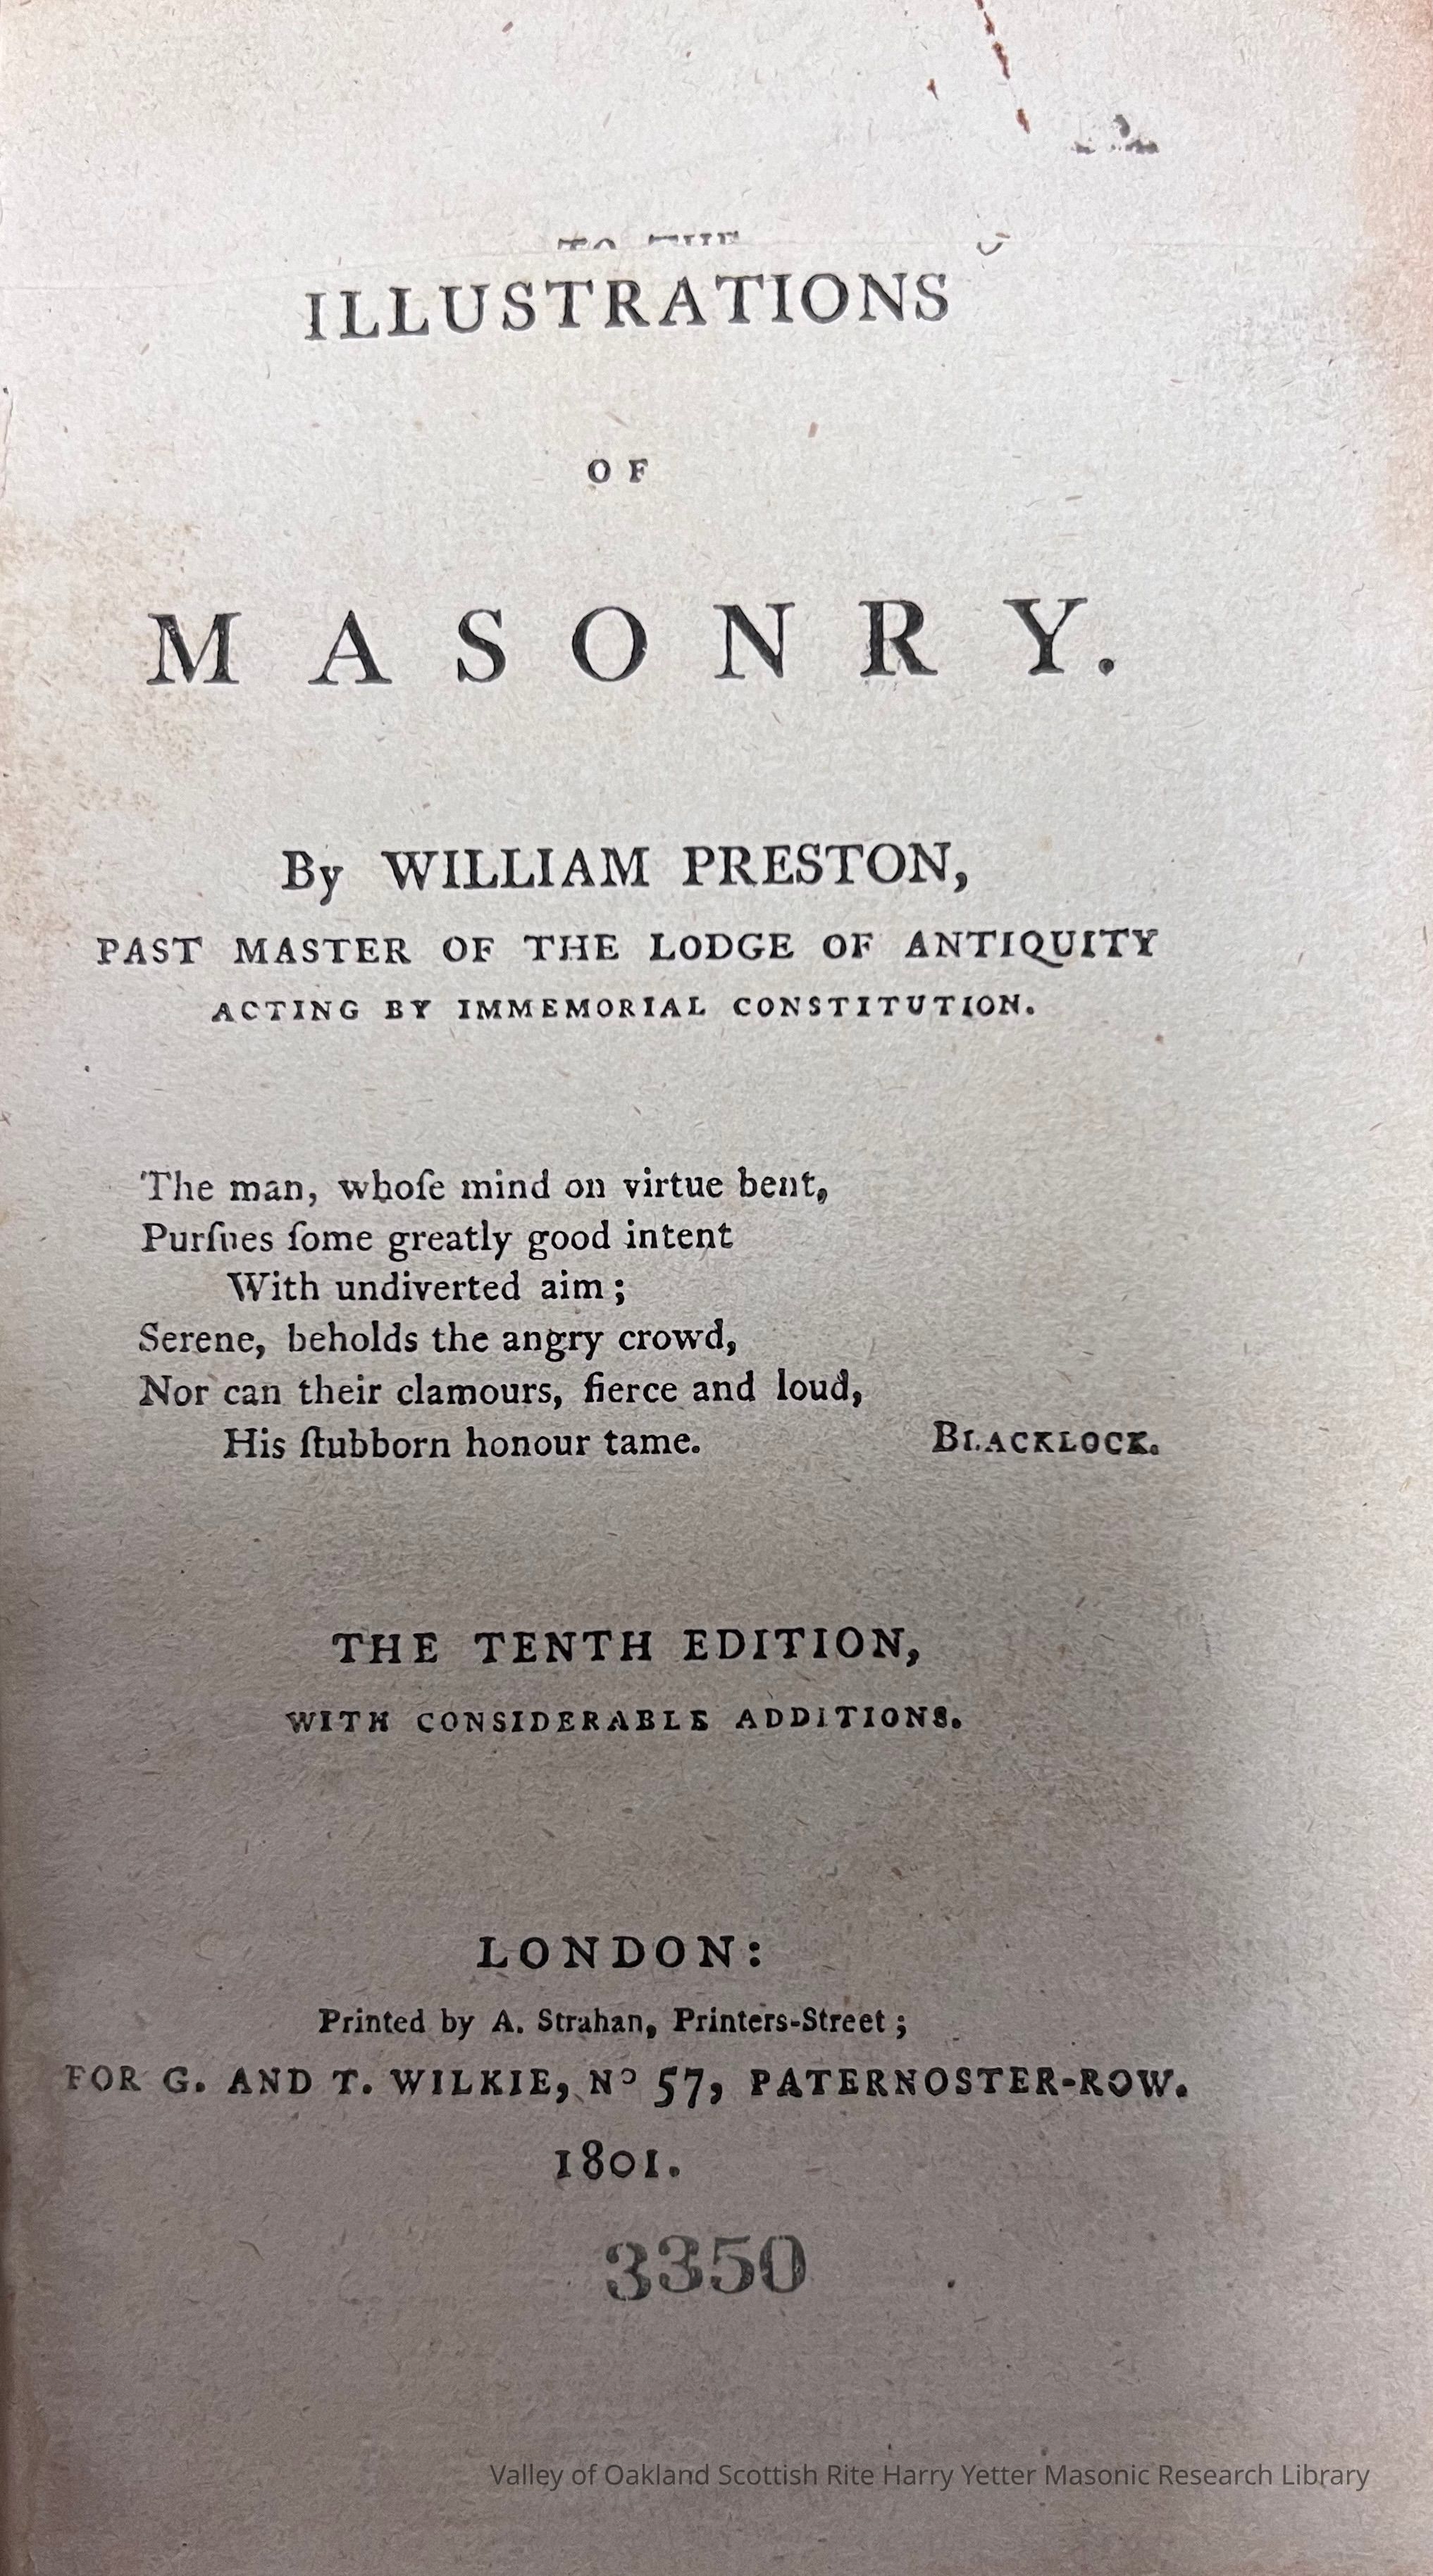 TO THE
ILLUSTRATIONS
OF
MASONRY.
By WILLIAM PRESTON,
PAST MASTER OF THE LODGE OF ANTIQUITY
ACTING BY IMMEMORIAL CONSTITUTION.
The man, whoſe mind on virtue bent,
Purſues ſome greatly good intent
With undiverted aim;
Serene, beholds the angry crowd,
Nor can their clamours, fierce and loud,
His ſtubborn honour tame. BLACKLOCK.
THE TENTH EDITION,
WITH CONSIDERABLE ADDITIONS.
LONDON:
Printed by A. Strahan, Printers-Street;
FOR G. AND T. WILKIE, Nº 57, PATERNOSTER-ROW.
1801.
3350
Valley of Oakland Scottish Rite Harry Yetter Masonic Research Library